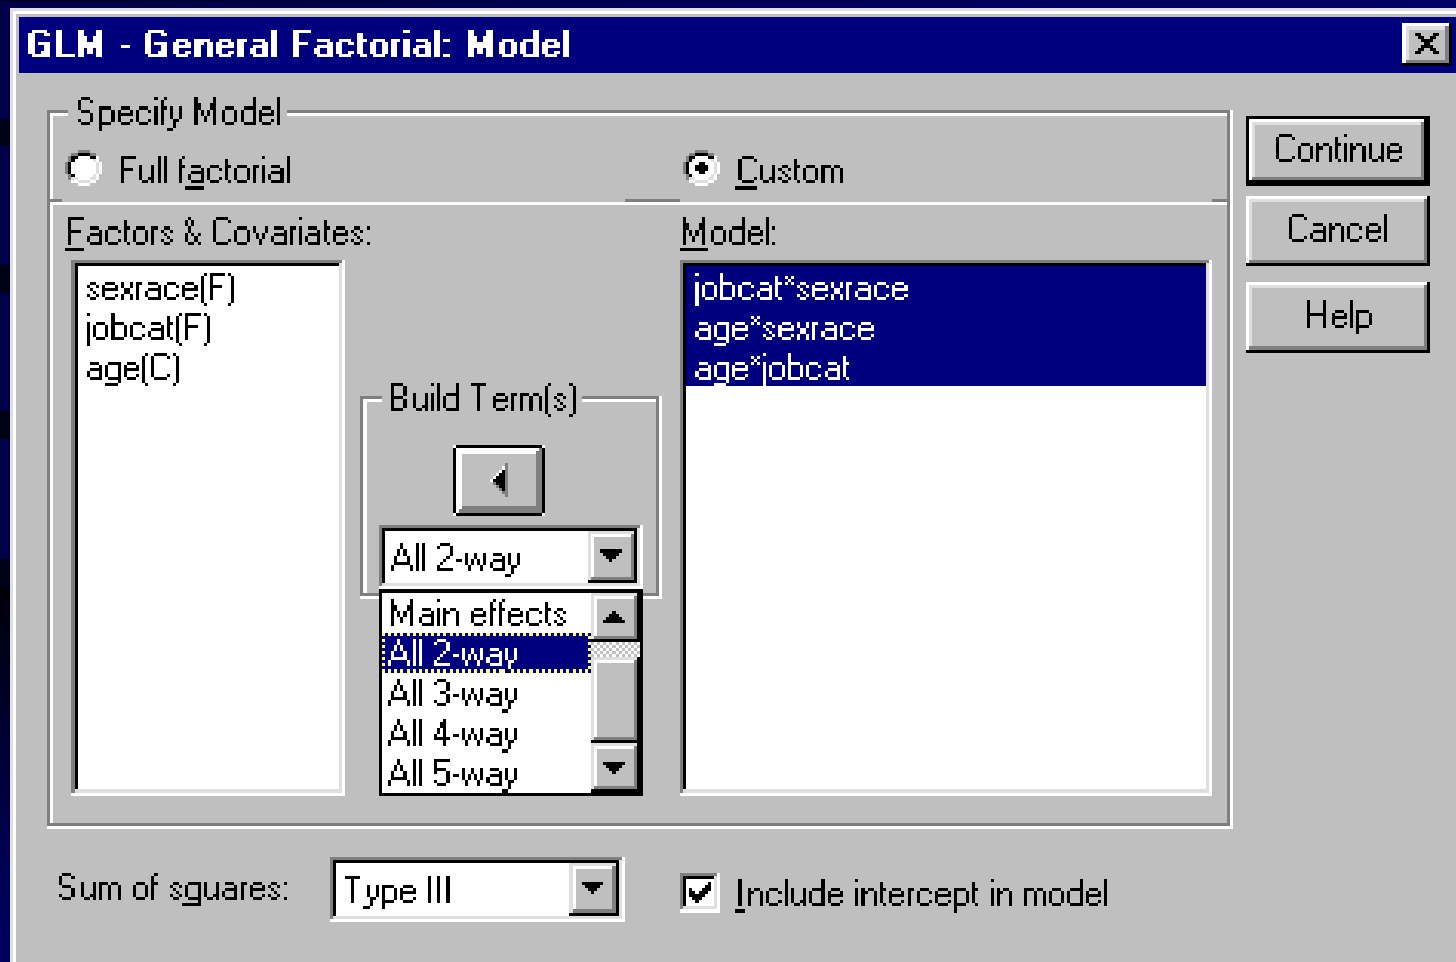 GLM - General Factorial: Model
Specify Model
Full factorial
Custom
Continue
Cancel
Help
Factors & Covariates:
sexrace(F)
jobcat(F)
age(C)
Build Term(s)
All 2-way
Main effects
All 2-way
All 3-way
All 4-way
All 5-way
Model:
jobcat*sexrace
age*sexrace
age*jobcat
Sum of squares:
Type III
Include intercept in model